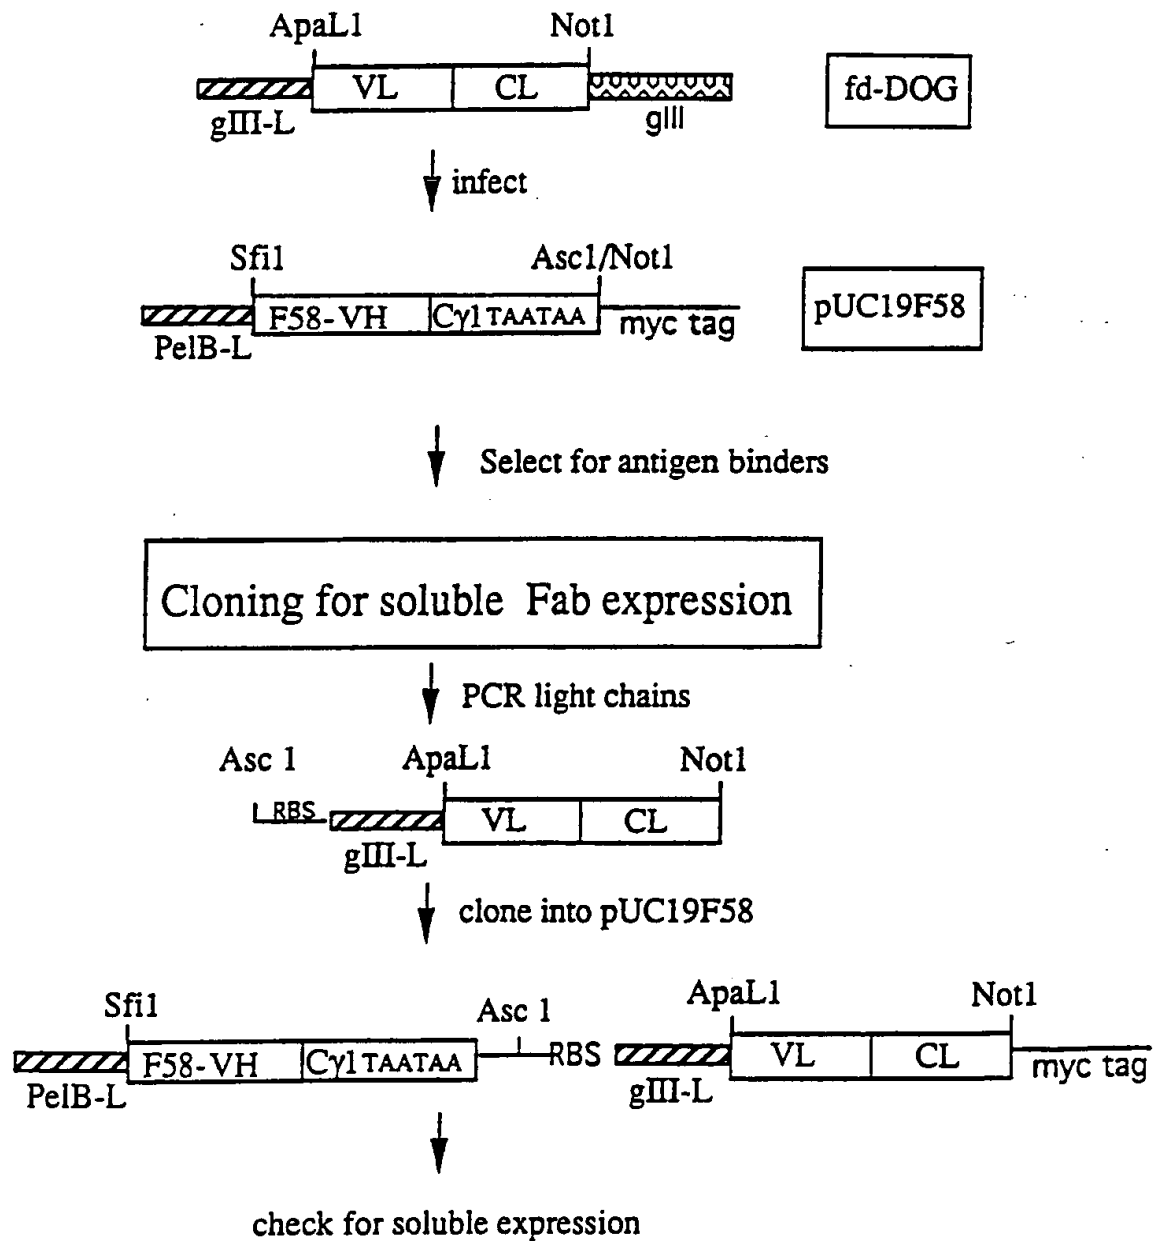 ApaL1 Not1
VL CL
fd-DOG
gIII-L gIII
infect
Sfi1 Asc1/Not1
F58-VH Cγ1 TAATAA
myc tag
pUC19F58
PelB-L
Select for antigen binders
Cloning for soluble Fab expression
PCR light chains
Asc 1 ApaL1 Not1
RBS
VL CL
gIII-L
clone into pUC19F58
Sfi1 Asc 1 ApaL1 Not1
F58-VH Cγ1 TAATAA RBS VL CL
myc tag
PelB-L gIII-L
check for soluble expression